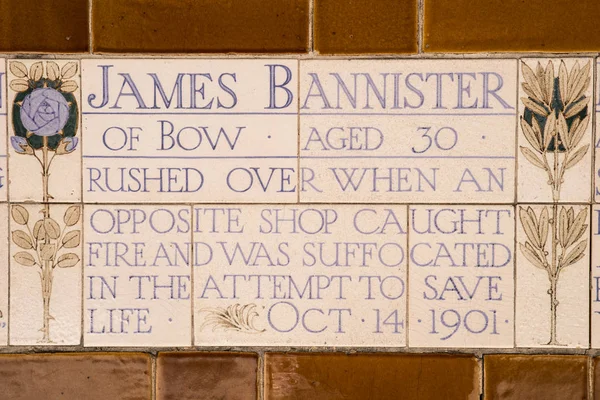 JAMES BANNISTER
OF BOW · AGED 30 ·
RUSHED OVER WHEN AN
OPPOSITE SHOP CAUGHT
FIRE AND WAS SUFFOCATED
IN THE ATTEMPT TO SAVE
LIFE · OCT · 14 · 1901 ·